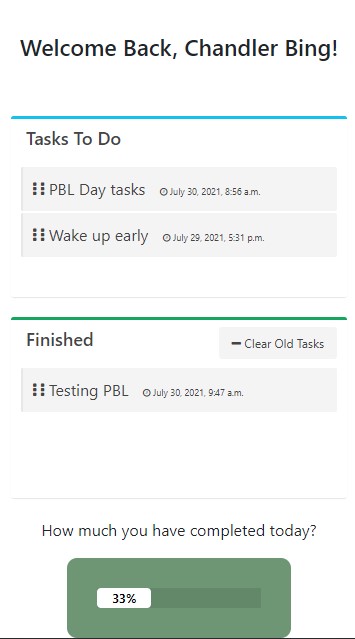 Welcome Back, Chandler Bing!
Tasks To Do
PBL Day tasks July 30, 2021, 8:56 a.m.
Wake up early July 29, 2021, 5:31 p.m.
Finished
Clear Old Tasks
Testing PBL July 30, 2021, 9:47 a.m.
How much you have completed today?
33%